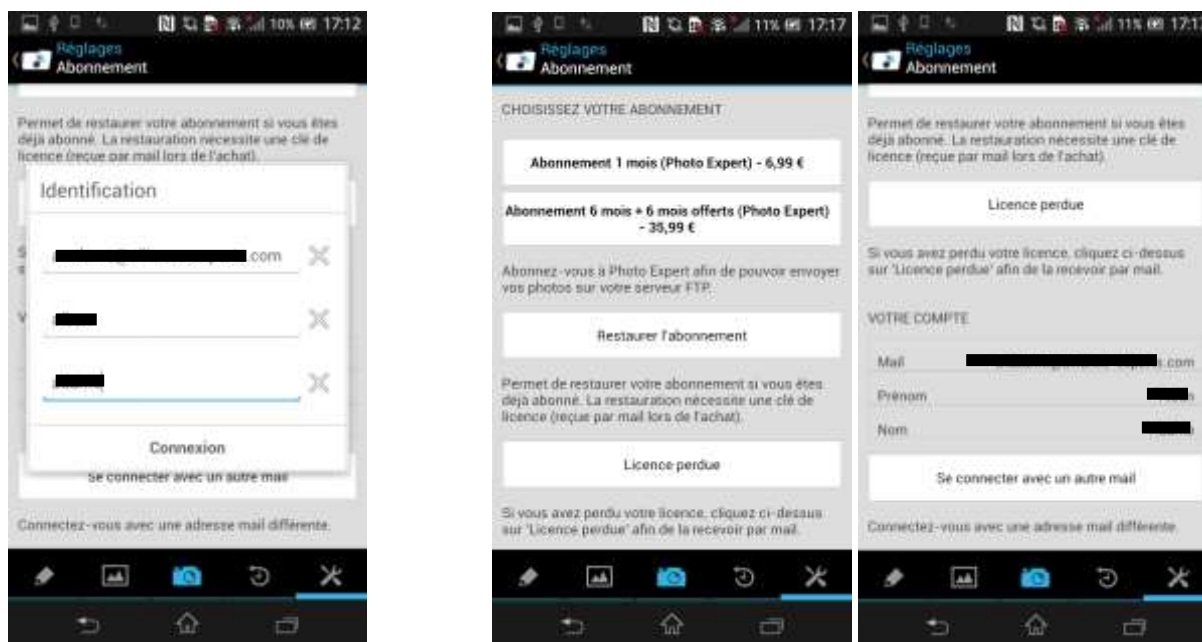 10% 17:12
Réglages
Abonnement
Permet de restaurer votre abonnement si vous êtes
déjà abonné. La restauration nécessite une clé de
licence (reçue par mail lors de l'achat).
Identification
.com
Connexion
Se connecter avec un autre mail
Connectez-vous avec une adresse mail différente.
11% 17:17
Réglages
Abonnement
CHOISISSEZ VOTRE ABONNEMENT
Abonnement 1 mois (Photo Expert) - 6,99 €
Abonnement 6 mois + 6 mois offerts (Photo Expert)
- 35,99 €
Abonnez-vous à Photo Expert afin de pouvoir envoyer
vos photos sur votre serveur FTP.
Restaurer l'abonnement
Permet de restaurer votre abonnement si vous êtes
déjà abonné. La restauration nécessite une clé de
licence (reçue par mail lors de l'achat).
Licence perdue
Si vous avez perdu votre licence, cliquez ci-dessus
sur 'Licence perdue' afin de la recevoir par mail.
11%
Réglages
Abonnement
Permet de restaurer votre abonnement si vous êtes
déjà abonné. La restauration nécessite une clé de
licence (reçue par mail lors de l'achat).
Licence perdue
Si vous avez perdu votre licence, cliquez ci-dessus
sur 'Licence perdue' afin de la recevoir par mail.
VOTRE COMPTE
Mail .com
Prénom
Nom
Se connecter avec un autre mail
Connectez-vous avec une adresse mail différente.